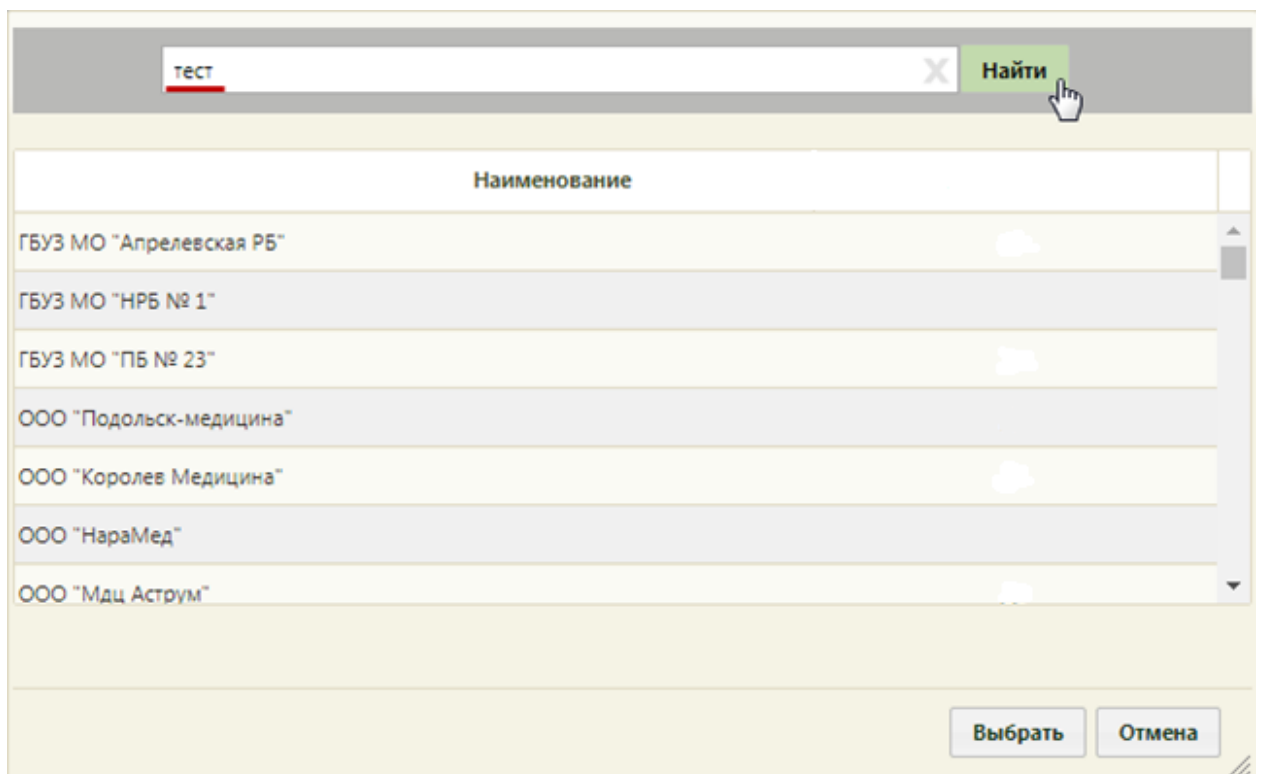 тест
Найти
Наименование
ГБУЗ МО "Апрелевская РБ"
ГБУЗ МО "НРБ № 1"
ГБУЗ МО "ПБ № 23"
ООО "Подольск-медицина"
ООО "Королев Медицина"
ООО "НараМед"
ООО "Мдц Аструм"
Выбрать
Отмена